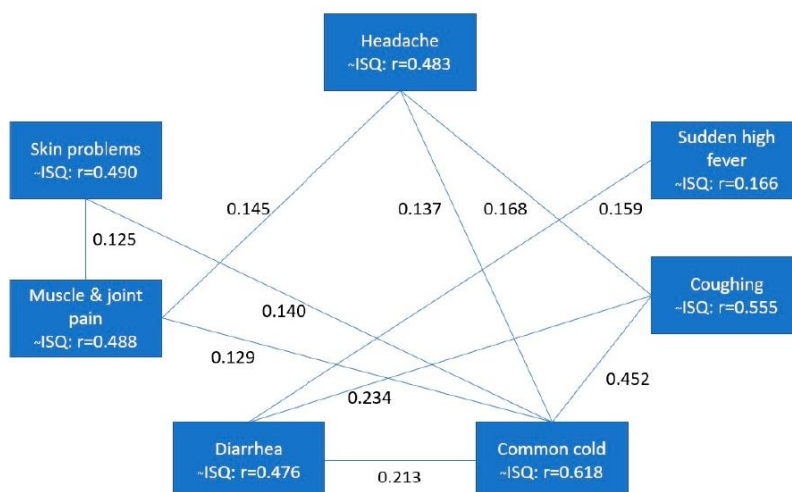 Headache
~ISQ: r=0.483
Skin problems
~ISQ: r=0.490
Sudden high
fever
~ISQ: r=0.166
0.145
0.137
0.168
0.159
0.125
Muscle & joint
pain
~ISQ: r=0.488
Coughing
~ISQ: r=0.555
0.140
0.129
0.234
0.452
Diarrhea
~ISQ: r=0.476
0.213
Common cold
~ISQ: r=0.618